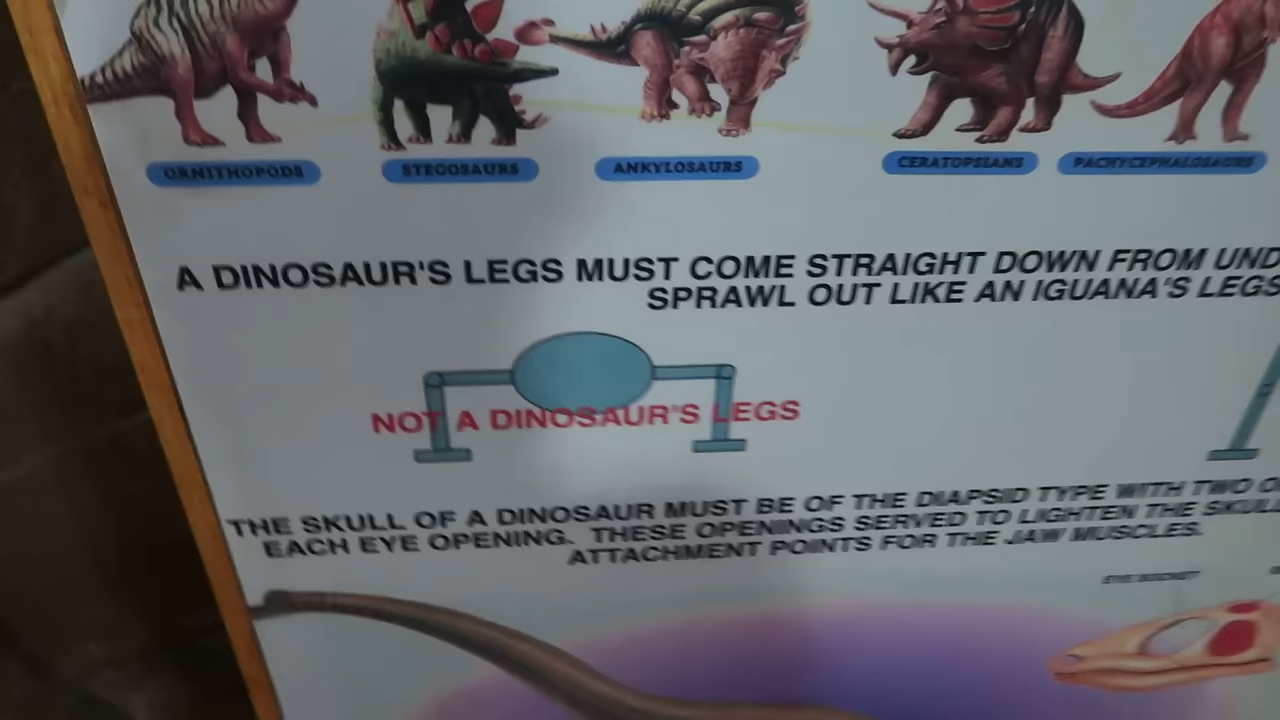 ORNITHOPODS STEGOSAURS ANKYLOSAURS CERATOPSIANS PACHYCEPHALOSAURS
A DINOSAUR'S LEGS MUST COME STRAIGHT DOWN FROM UND
SPRAWL OUT LIKE AN IGUANA'S LEGS
NOT A DINOSAUR'S LEGS
THE SKULL OF A DINOSAUR MUST BE OF THE DIAPSID TYPE WITH TWO
EACH EYE OPENING. THESE OPENINGS SERVED TO LIGHTEN THE SKULL
ATTACHMENT POINTS FOR THE JAW MUSCLES.
EYE SOCKET